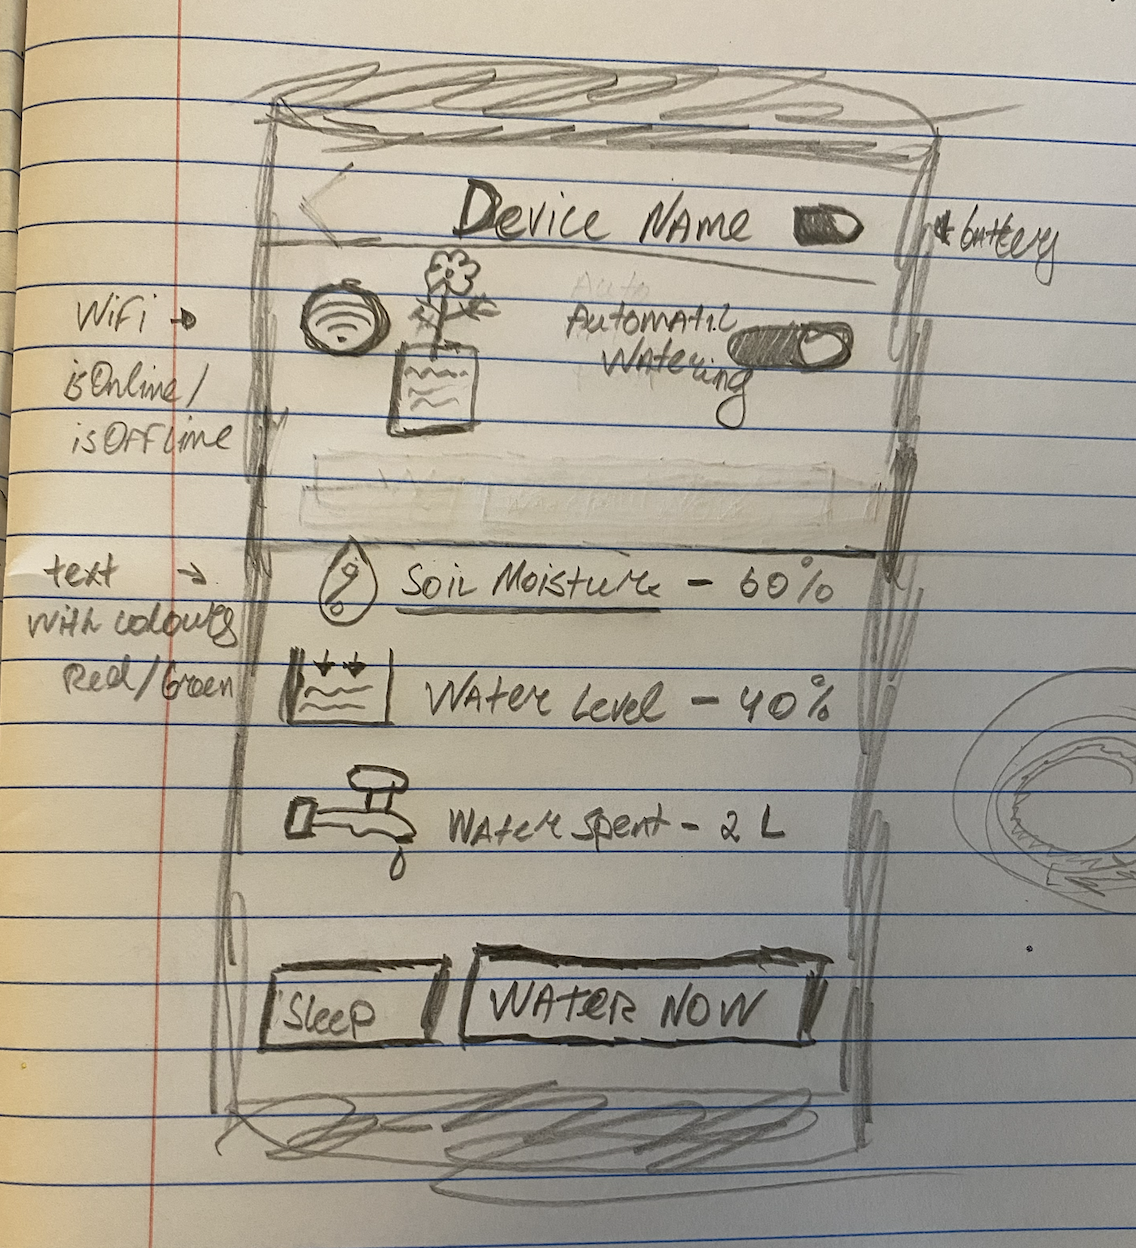 Device Name
battery
WiFi
isOnline/
isOffline
Automatic
Watering
text
with colours
Red/Green
Soil Moisture - 60%
Water Level - 40%
Water Spent - 2 L
Sleep
WATER NOW